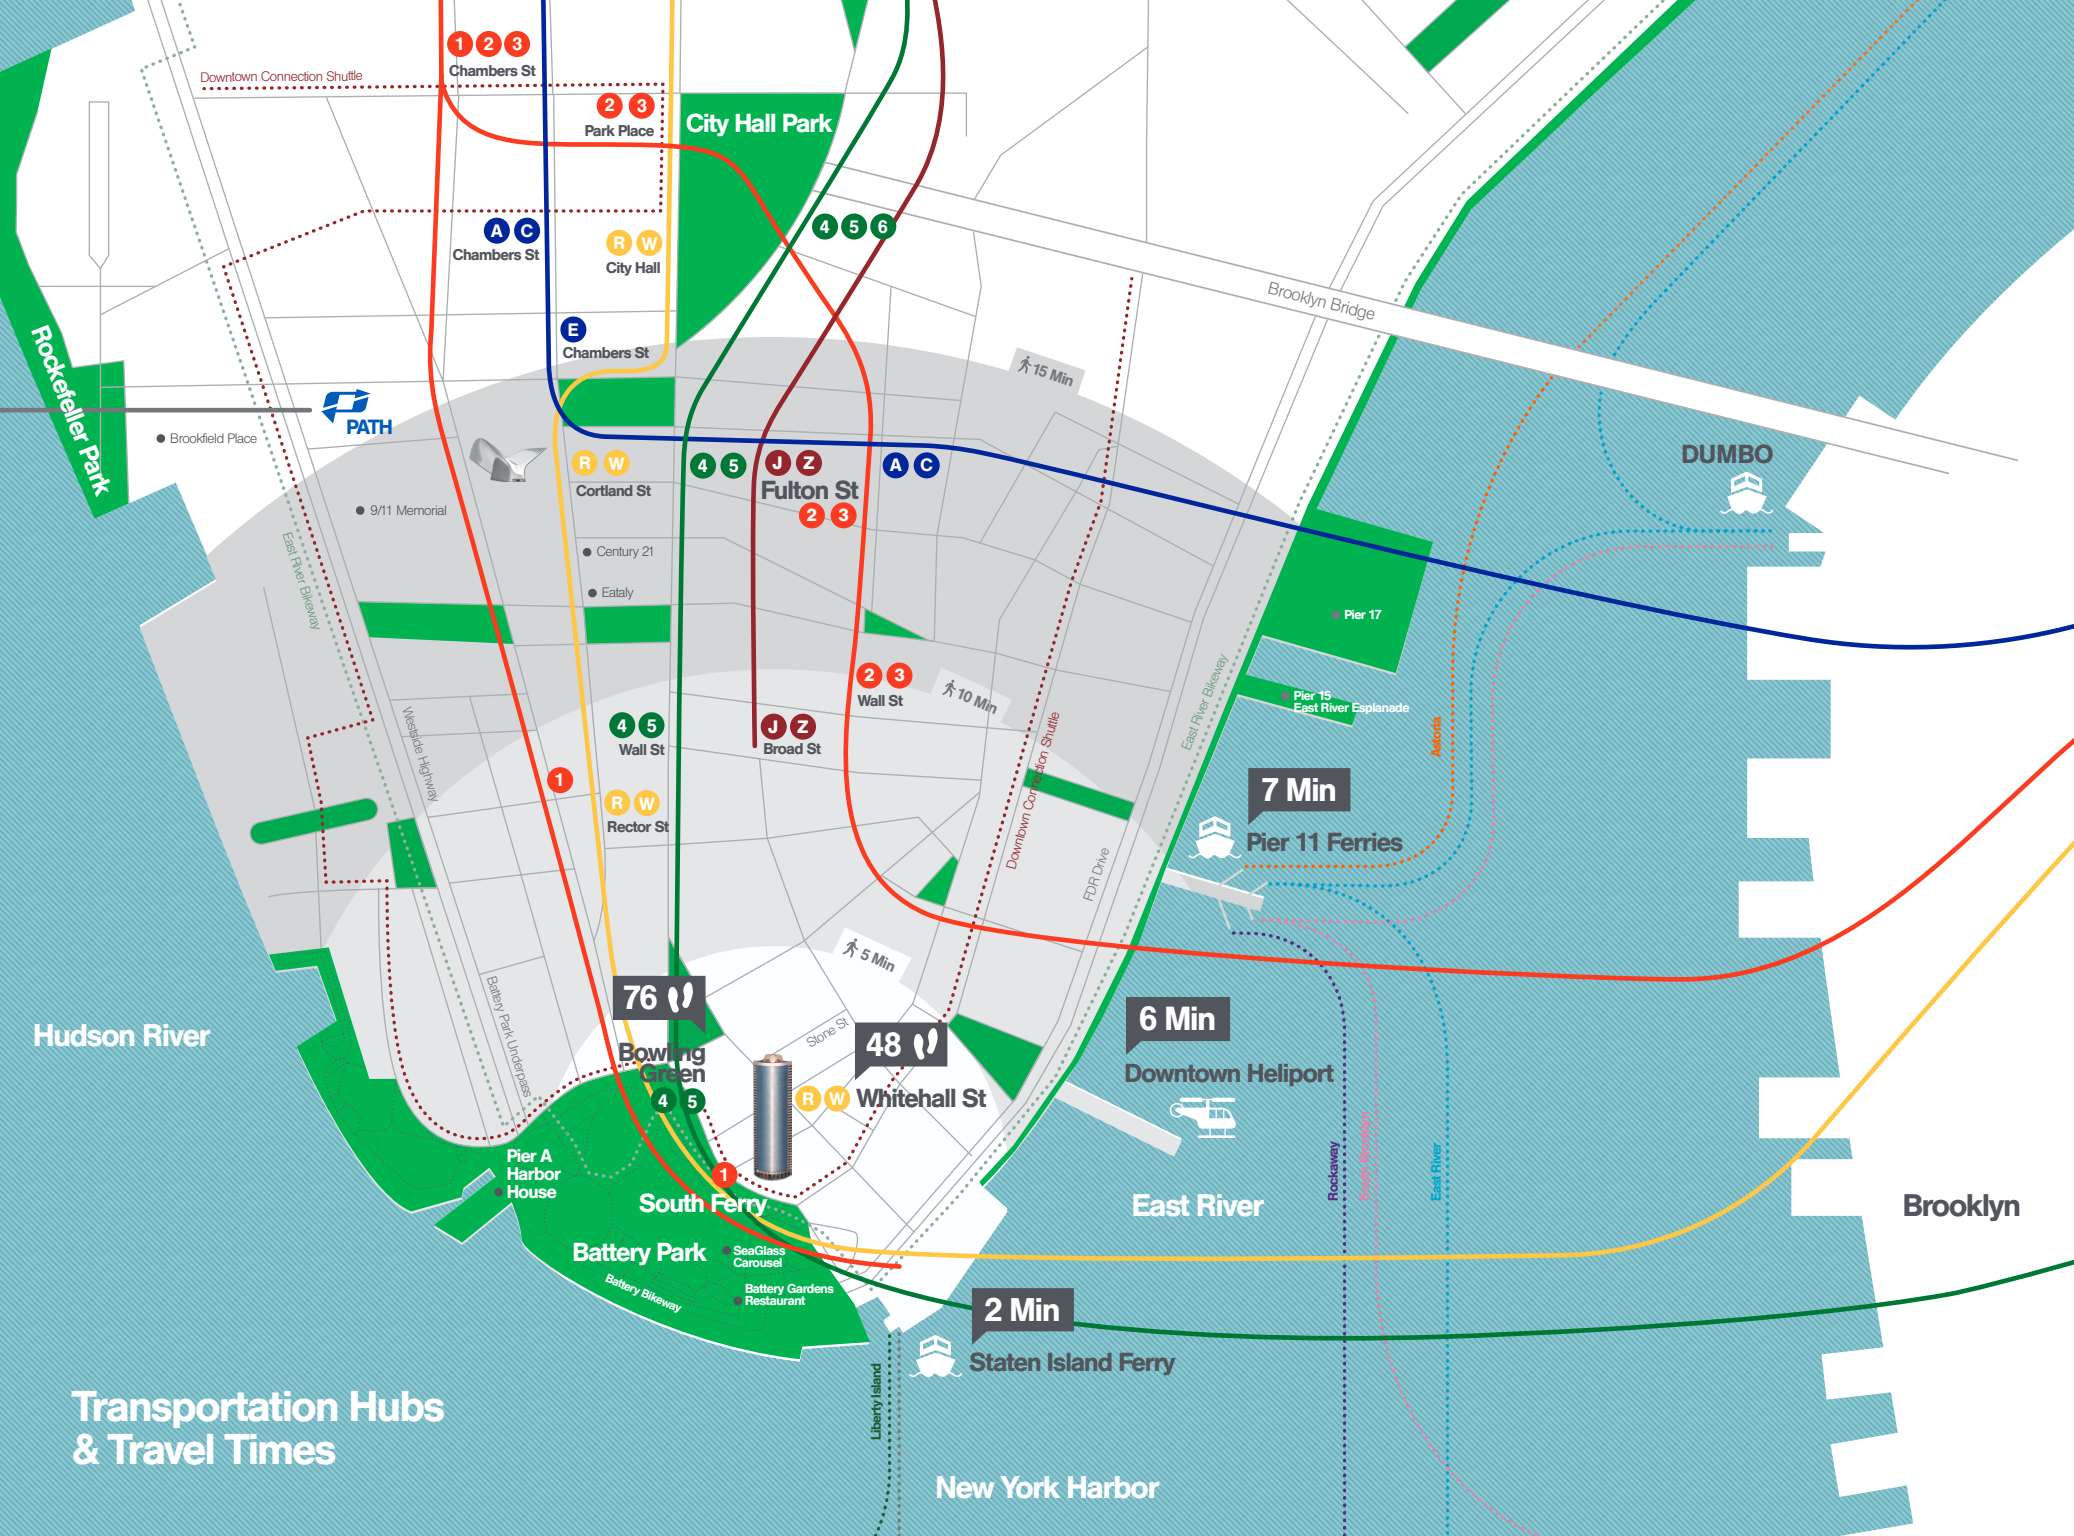 1 2 3
Chambers St
Downtown Connection Shuttle
2 3
Park Place
City Hall Park
A C
Chambers St
R W
City Hall
4 5 6
Brooklyn Bridge
E
Chambers St
15 Min
Rockefeller Park
PATH
Brookfield Place
R W
Cortland St
4 5
J Z
Fulton St
2 3
A C
DUMBO
9/11 Memorial
East River Bikeway
Century 21
Eataly
Pier 17
2 3
Wall St
10 Min
Pier 15
East River Esplanade
East River Bikeway
Westside Highway
4 5
Wall St
J Z
Broad St
Downtown Connection Shuttle
Astoria
1
R W
Rector St
7 Min
Pier 11 Ferries
FDR Drive
5 Min
76
Bowling
Green
4 5
Battery Park Underpass
Stone St
48
R W
Whitehall St
6 Min
Downtown Heliport
Hudson River
Pier A
Harbor
House
1
South Ferry
Rockaway
South Brooklyn
East River
East River
Brooklyn
Battery Park
SeaGlass
Carousel
Battery Bikeway
Battery Gardens
Restaurant
2 Min
Staten Island Ferry
Liberty Island
Transportation Hubs
& Travel Times
New York Harbor